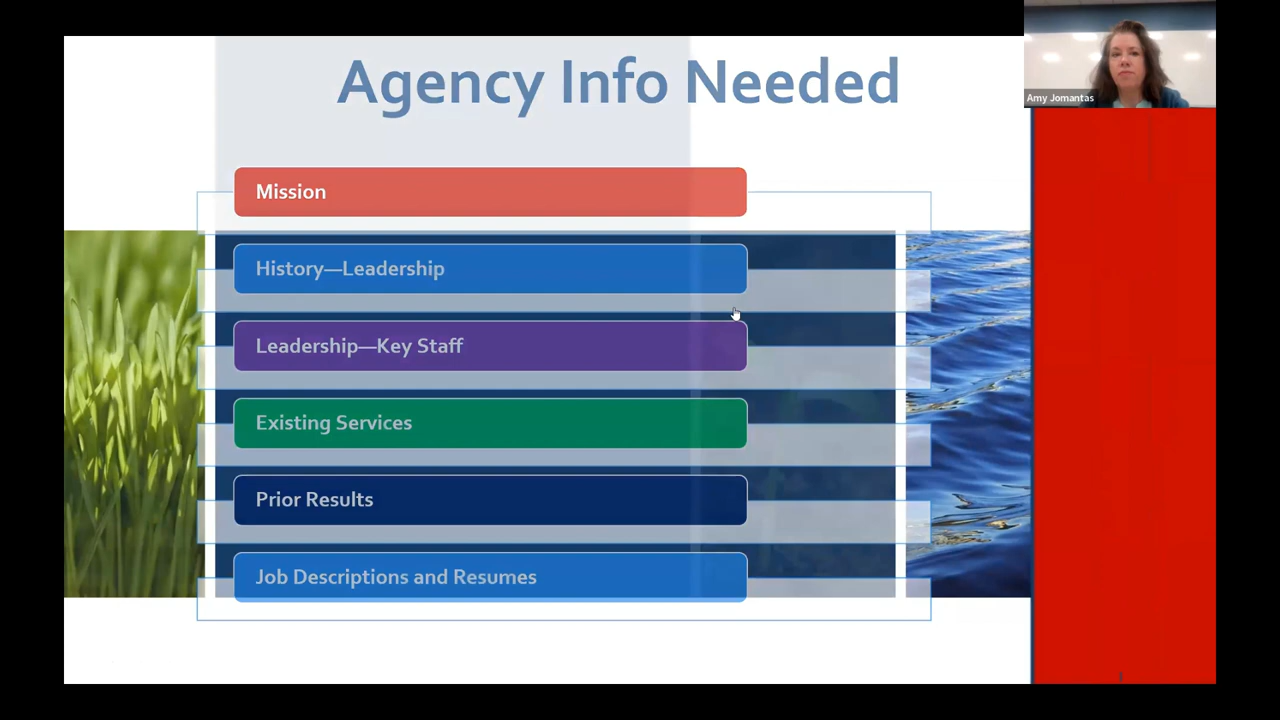 Agency Info Needed
Amy Jomantas
Mission
History—Leadership
Leadership—Key Staff
Existing Services
Prior Results
Job Descriptions and Resumes